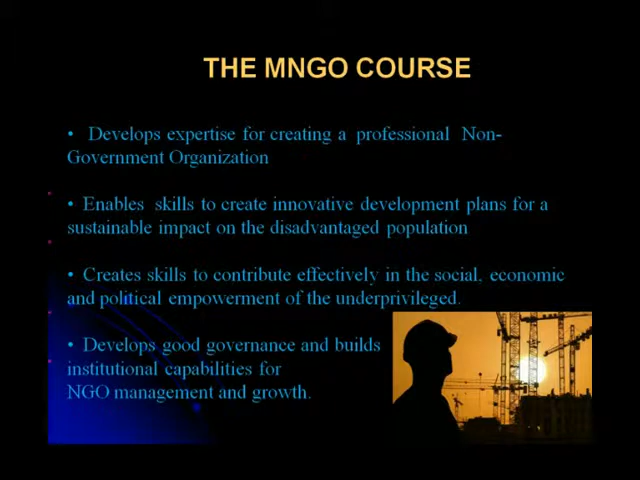 THE MNGO COURSE
• Develops expertise for creating a professional Non-
Government Organization
• Enables skills to create innovative development plans for a
sustainable impact on the disadvantaged population
• Creates skills to contribute effectively in the social, economic
and political empowerment of the underprivileged.
• Develops good governance and builds
institutional capabilities for
NGO management and growth.